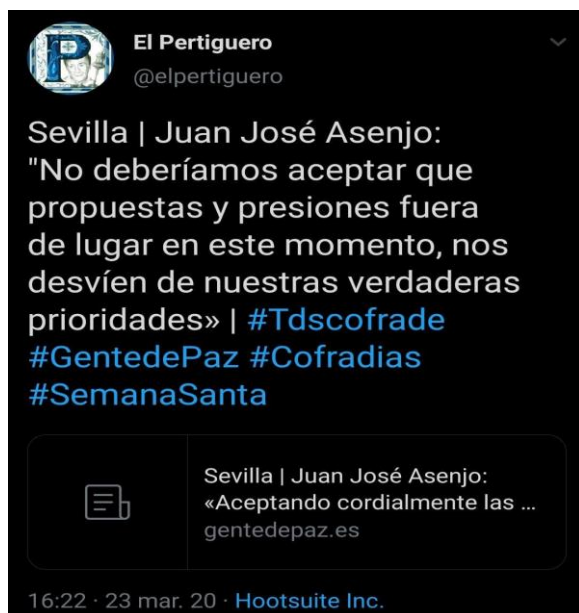 El Pertiguero
@elpertiguero
Sevilla | Juan José Asenjo:
"No deberíamos aceptar que
propuestas y presiones fuera
de lugar en este momento, nos
desvíen de nuestras verdaderas
prioridades» | #Tdscofrade
#GentedePaz #Cofradias
#SemanaSanta
Sevilla | Juan José Asenjo:
«Aceptando cordialmente las ...
gentedepaz.es
16:22 · 23 mar. 20 · Hootsuite Inc.